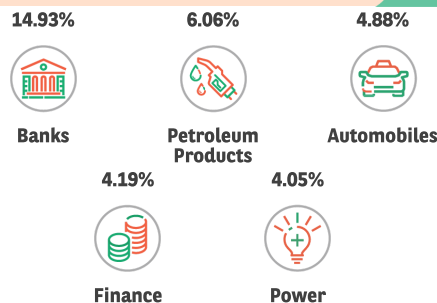 14.93%
6.06%
4.88%
Banks
Petroleum
Products
Automobiles
4.19%
4.05%
Finance
Power